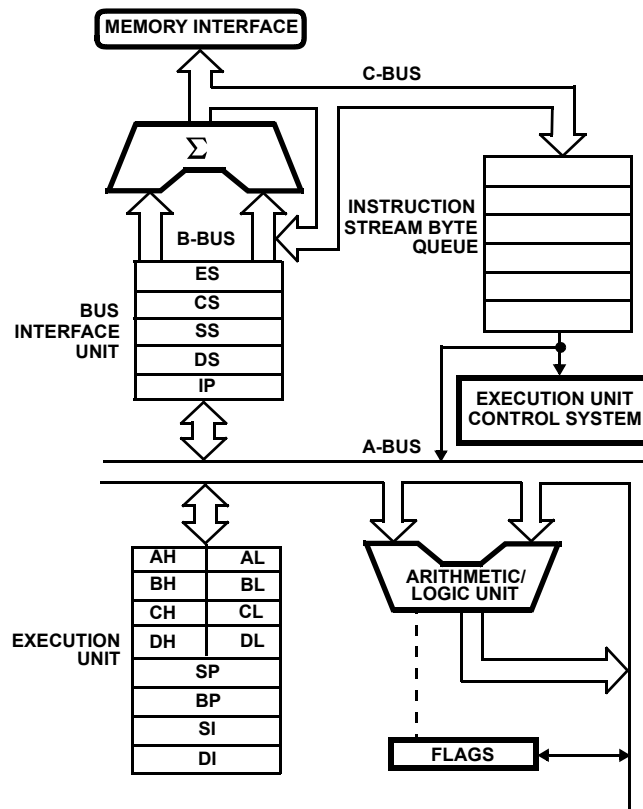 MEMORY INTERFACE
C-BUS
Σ
INSTRUCTION
STREAM BYTE
QUEUE
B-BUS
ES
CS
SS
DS
IP
BUS
INTERFACE
UNIT
EXECUTION UNIT
CONTROL SYSTEM
A-BUS
AH AL
BH BL
CH CL
DH DL
SP
BP
SI
DI
EXECUTION
UNIT
ARITHMETIC/
LOGIC UNIT
FLAGS